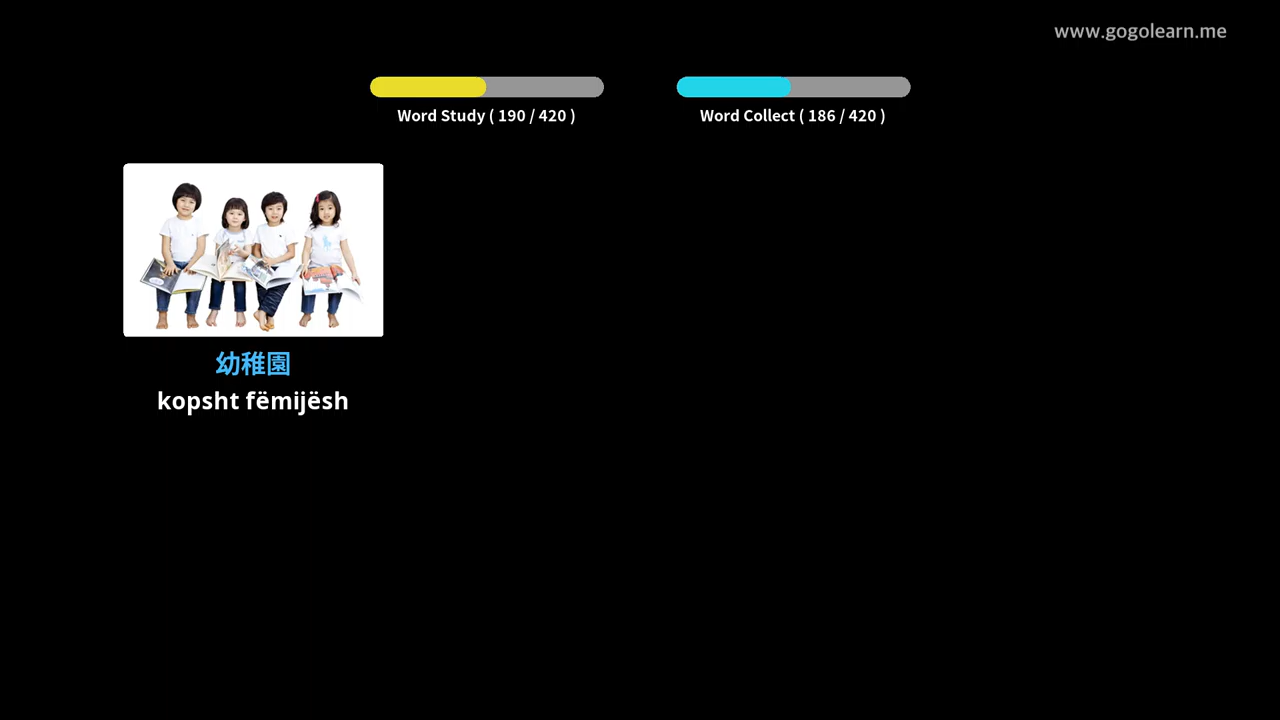 www.gogolearn.me
Word Study ( 190 / 420 )
Word Collect ( 186 / 420 )
幼稚園
kopsht fëmijësh